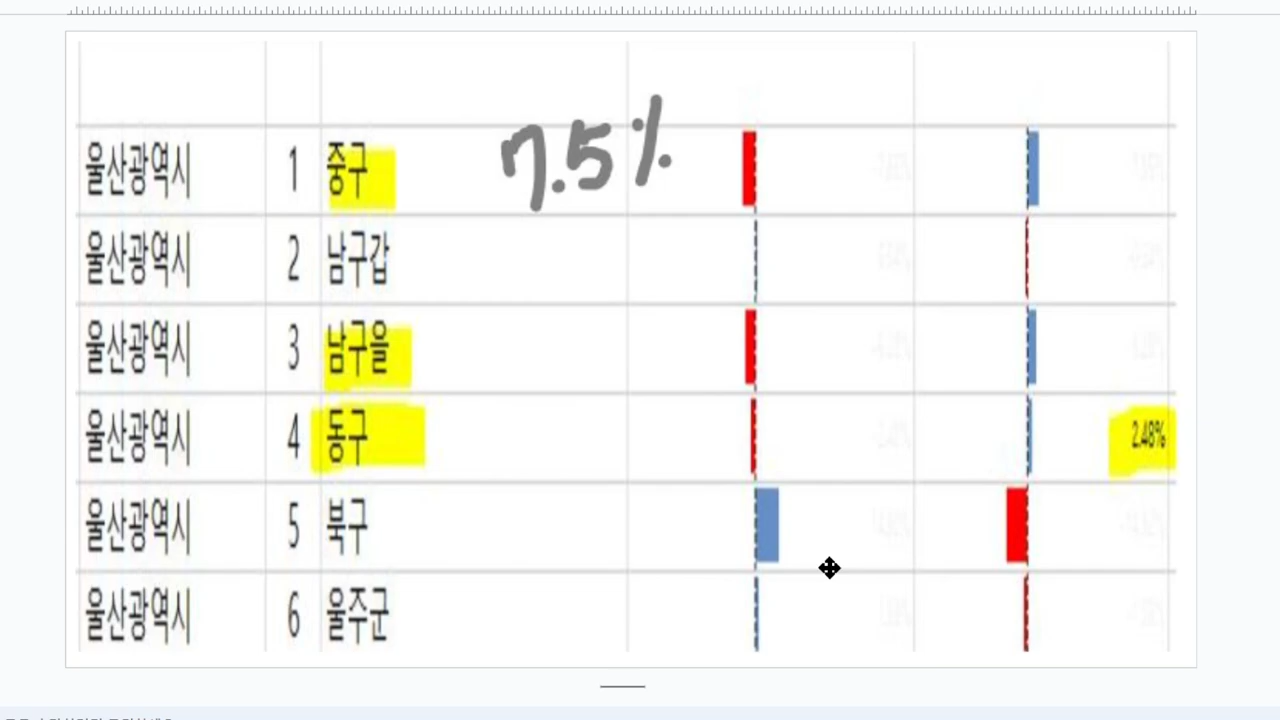 7.5%
울산광역시 1 중구
울산광역시 2 남구갑
울산광역시 3 남구을
울산광역시 4 동구 2.48%
울산광역시 5 북구
울산광역시 6 울주군